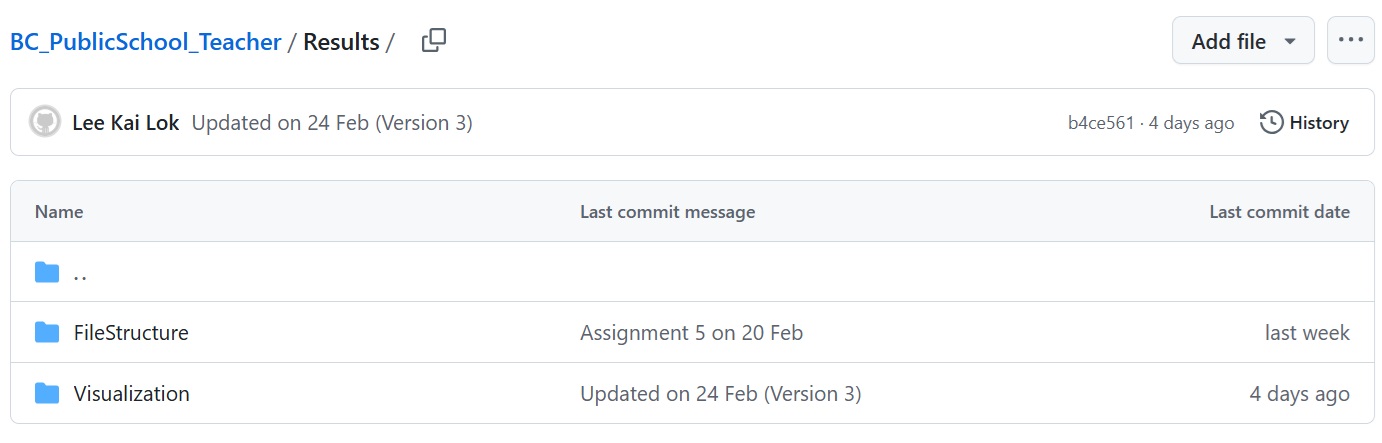 BC_PublicSchool_Teacher / Results /
Add file
Lee Kai Lok Updated on 24 Feb (Version 3)
b4ce561 · 4 days ago History
Name Last commit message Last commit date
..
FileStructure Assignment 5 on 20 Feb last week
Visualization Updated on 24 Feb (Version 3) 4 days ago